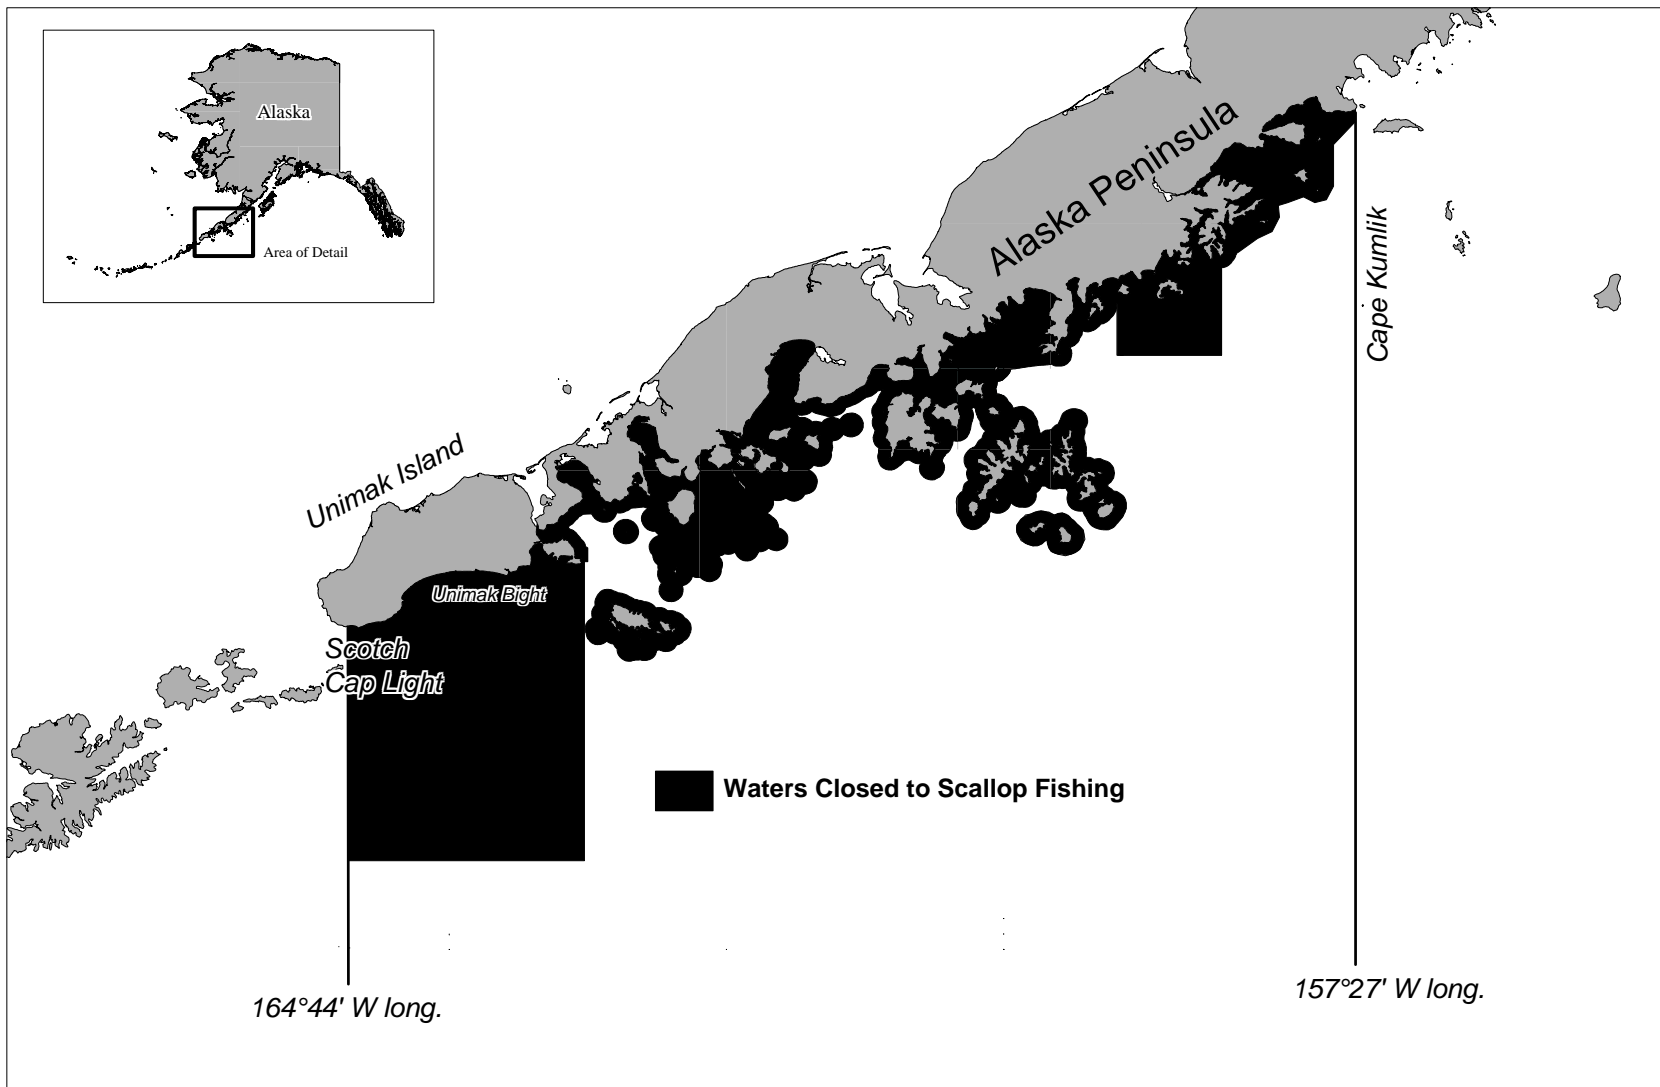 Alaska
Area of Detail
Alaska Peninsula
Cape Kumlik
Unimak Island
Unimak Bight
Scotch
Cap Light
Waters Closed to Scallop Fishing
164°44' W long.
157°27' W long.